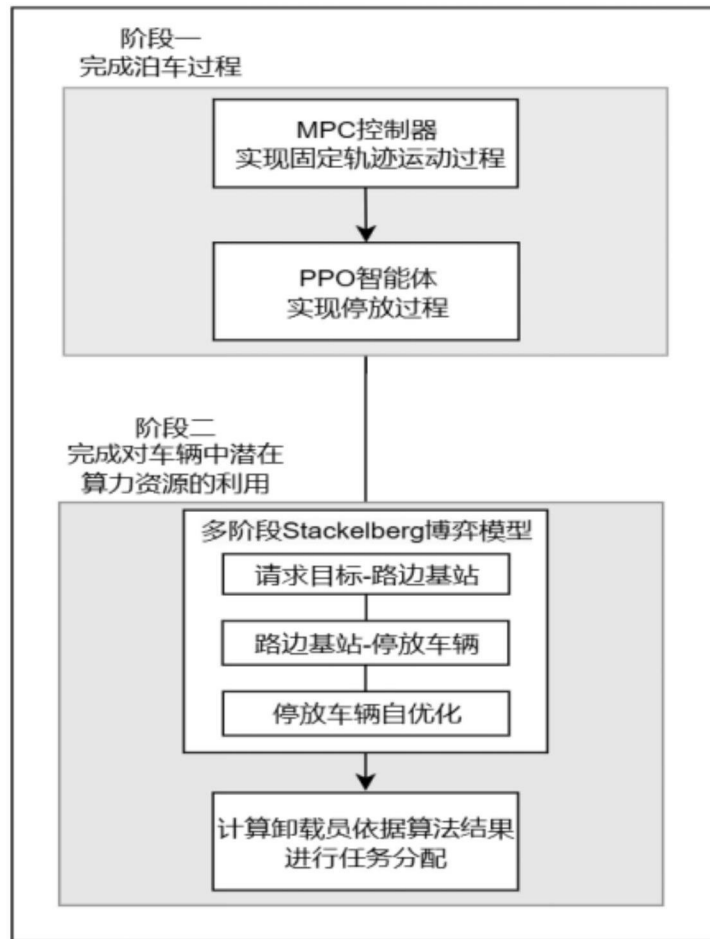 阶段一
完成泊车过程
MPC控制器
实现固定轨迹运动过程
PPO智能体
实现停放过程
阶段二
完成对车辆中潜在
算力资源的利用
多阶段Stackelberg博弈模型
请求目标-路边基站
路边基站-停放车辆
停放车辆自优化
计算卸载员依据算法结果
进行任务分配